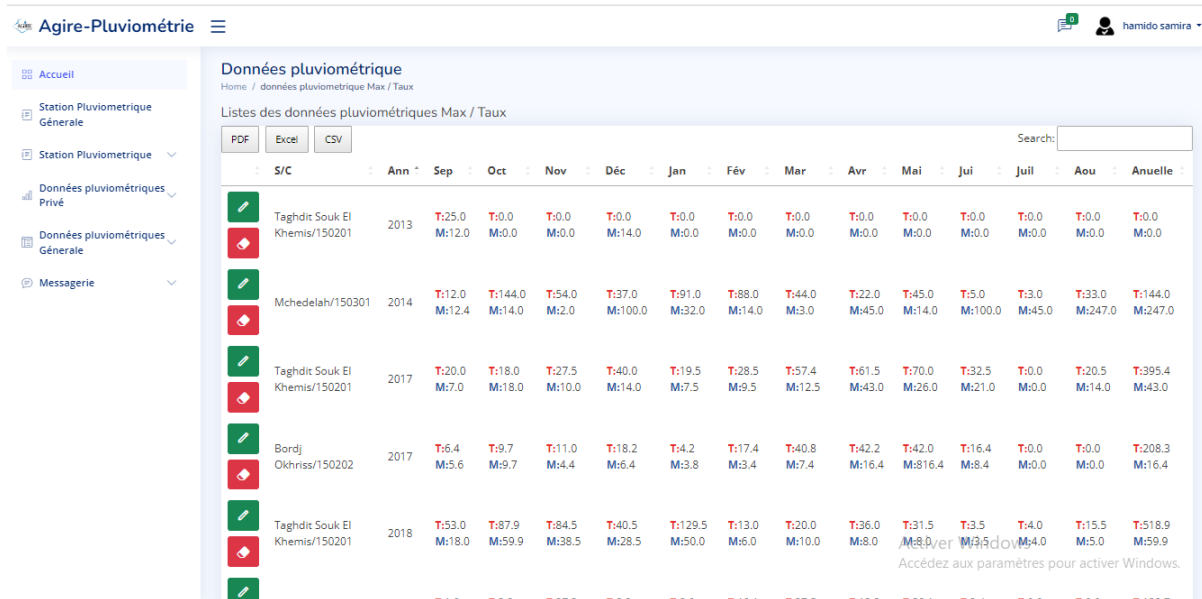 Agire-Pluviométrie
0
hamido samira
Accueil
Station Pluviometrique
Génerale
Station Pluviometrique
Données pluviométriques
Privé
Données pluviométriques
Génerale
Messagerie
Données pluviométrique
Home / données pluviometrique Max / Taux
Listes des données pluviométriques Max / Taux
PDF Excel CSV Search:
S/C Ann Sep Oct Nov Déc Jan Fév Mar Avr Mai Jui Juil Aou Anuelle
Taghdit Souk El
Khemis/150201
2013
T:25.0 T:0.0 T:0.0 T:0.0 T:0.0 T:0.0 T:0.0 T:0.0 T:0.0 T:0.0 T:0.0 T:0.0 T:0.0
M:12.0 M:0.0 M:0.0 M:14.0 M:0.0 M:0.0 M:0.0 M:0.0 M:0.0 M:0.0 M:0.0 M:0.0 M:0.0
Mchedelah/150301 2014
T:12.0 T:144.0 T:54.0 T:37.0 T:91.0 T:88.0 T:44.0 T:22.0 T:45.0 T:5.0 T:3.0 T:33.0 T:144.0
M:12.4 M:14.0 M:2.0 M:100.0 M:32.0 M:14.0 M:3.0 M:45.0 M:14.0 M:100.0 M:45.0 M:247.0 M:247.0
Taghdit Souk El
Khemis/150201
2017
T:20.0 T:18.0 T:27.5 T:40.0 T:19.5 T:28.5 T:57.4 T:61.5 T:70.0 T:32.5 T:0.0 T:20.5 T:395.4
M:7.0 M:18.0 M:10.0 M:14.0 M:7.5 M:9.5 M:12.5 M:43.0 M:26.0 M:21.0 M:0.0 M:14.0 M:43.0
Bordj
Okhriss/150202
2017
T:6.4 T:9.7 T:11.0 T:18.2 T:4.2 T:17.4 T:40.8 T:42.2 T:42.0 T:16.4 T:0.0 T:0.0 T:208.3
M:5.6 M:9.7 M:4.4 M:6.4 M:3.8 M:3.4 M:7.4 M:16.4 M:816.4 M:8.4 M:0.0 M:0.0 M:16.4
Taghdit Souk El
Khemis/150201
2018
T:53.0 T:87.9 T:84.5 T:40.5 T:129.5 T:13.0 T:20.0 T:36.0 T:31.5 T:3.5 T:4.0 T:15.5 T:518.9
M:18.0 M:59.9 M:38.5 M:28.5 M:50.0 M:6.0 M:10.0 M:8.0 M:8.0 M:3.5 M:4.0 M:5.0 M:59.9
Activer Windows
Accédez aux paramètres pour activer Windows.